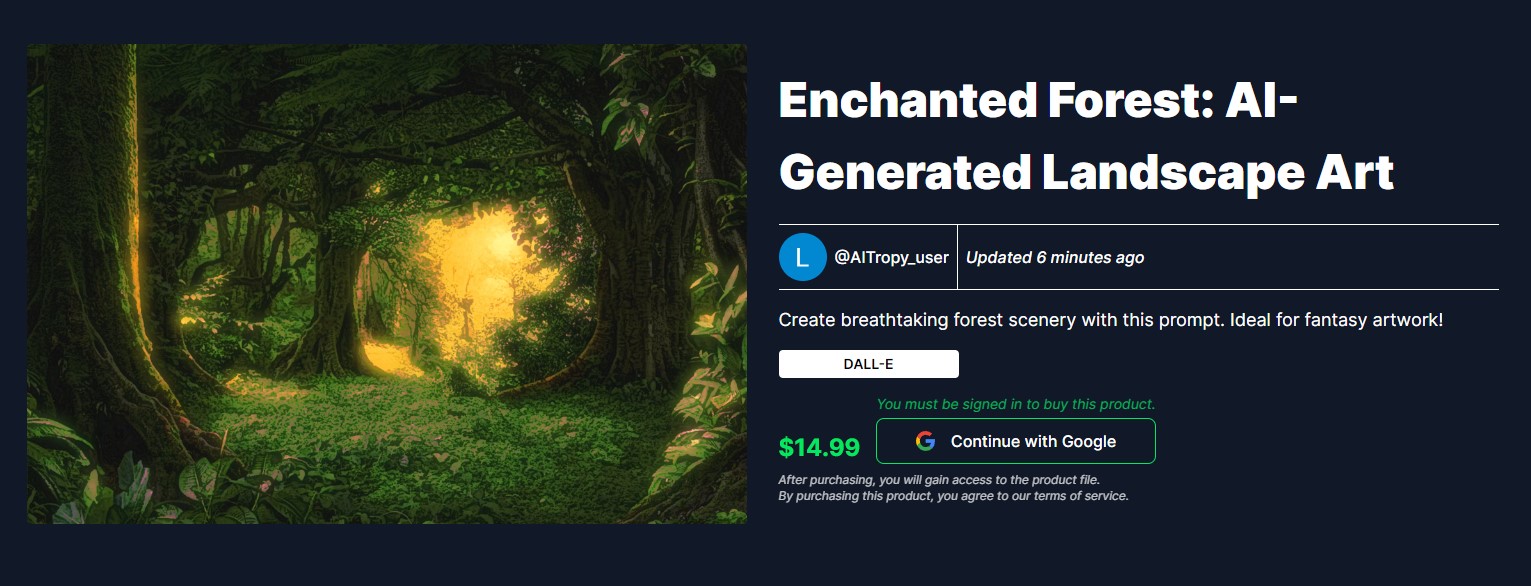 Enchanted Forest: AI-
Generated Landscape Art
L
@AITropy_user
Updated 6 minutes ago
Create breathtaking forest scenery with this prompt. Ideal for fantasy artwork!
DALL-E
You must be signed in to buy this product.
$14.99
Continue with Google
After purchasing, you will gain access to the product file.
By purchasing this product, you agree to our terms of service.